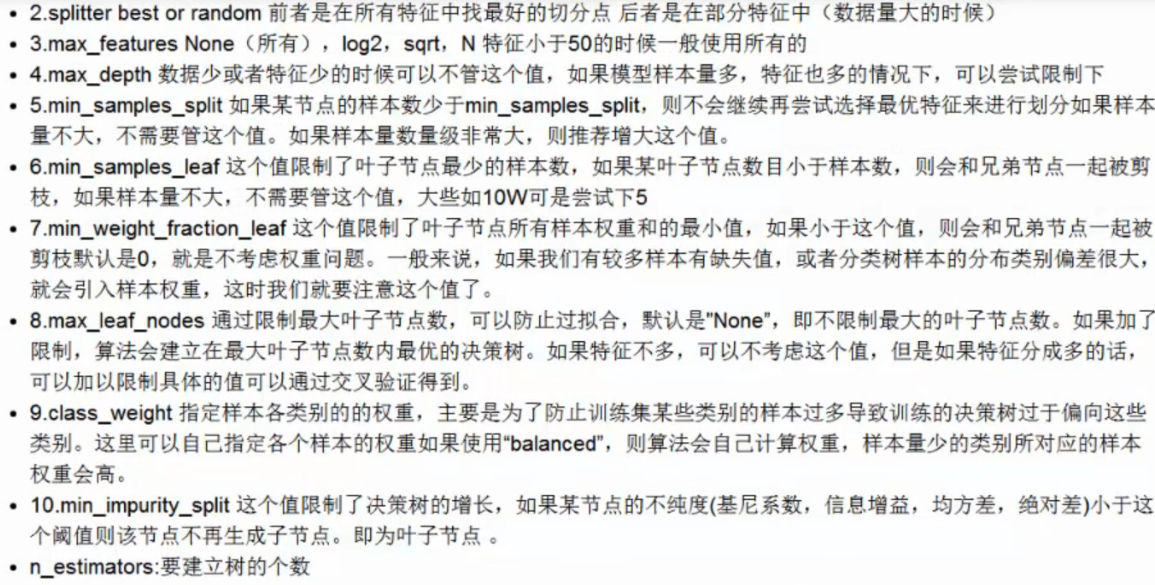 • 2.splitter best or random 前者是在所有特征中找最好的切分点 后者是在部分特征中（数据量大的时候）
• 3.max_features None（所有），log2，sqrt，N 特征小于50的时候一般使用所有的
• 4.max_depth 数据少或者特征少的时候可以不管这个值，如果模型样本量多，特征也多的情况下，可以尝试限制下
• 5.min_samples_split 如果某节点的样本数少于min_samples_split，则不会继续再尝试选择最优特征来进行划分如果样本
量不大，不需要管这个值。如果样本量数量级非常大，则推荐增大这个值。
• 6.min_samples_leaf 这个值限制了叶子节点最少的样本数，如果某叶子节点数目小于样本数，则会和兄弟节点一起被剪
枝，如果样本量不大，不需要管这个值，大些如10W可是尝试下5
• 7.min_weight_fraction_leaf 这个值限制了叶子节点所有样本权重和的最小值，如果小于这个值，则会和兄弟节点一起被
剪枝默认是0，就是不考虑权重问题。一般来说，如果我们有较多样本有缺失值，或者分类树样本的分布类别偏差很大，
就会引入样本权重，这时我们就要注意这个值了。
• 8.max_leaf_nodes 通过限制最大叶子节点数，可以防止过拟合，默认是"None”，即不限制最大的叶子节点数。如果加了
限制，算法会建立在最大叶子节点数内最优的决策树。如果特征不多，可以不考虑这个值，但是如果特征分成多的话，
可以加以限制具体的值可以通过交叉验证得到。
• 9.class_weight 指定样本各类别的的权重，主要是为了防止训练集某些类别的样本过多导致训练的决策树过于偏向这些
类别。这里可以自己指定各个样本的权重如果使用“balanced”，则算法会自己计算权重，样本量少的类别所对应的样本
权重会高。
• 10.min_impurity_split 这个值限制了决策树的增长，如果某节点的不纯度(基尼系数，信息增益，均方差，绝对差)小于这
个阈值则该节点不再生成子节点。即为叶子节点 。
• n_estimators:要建立树的个数